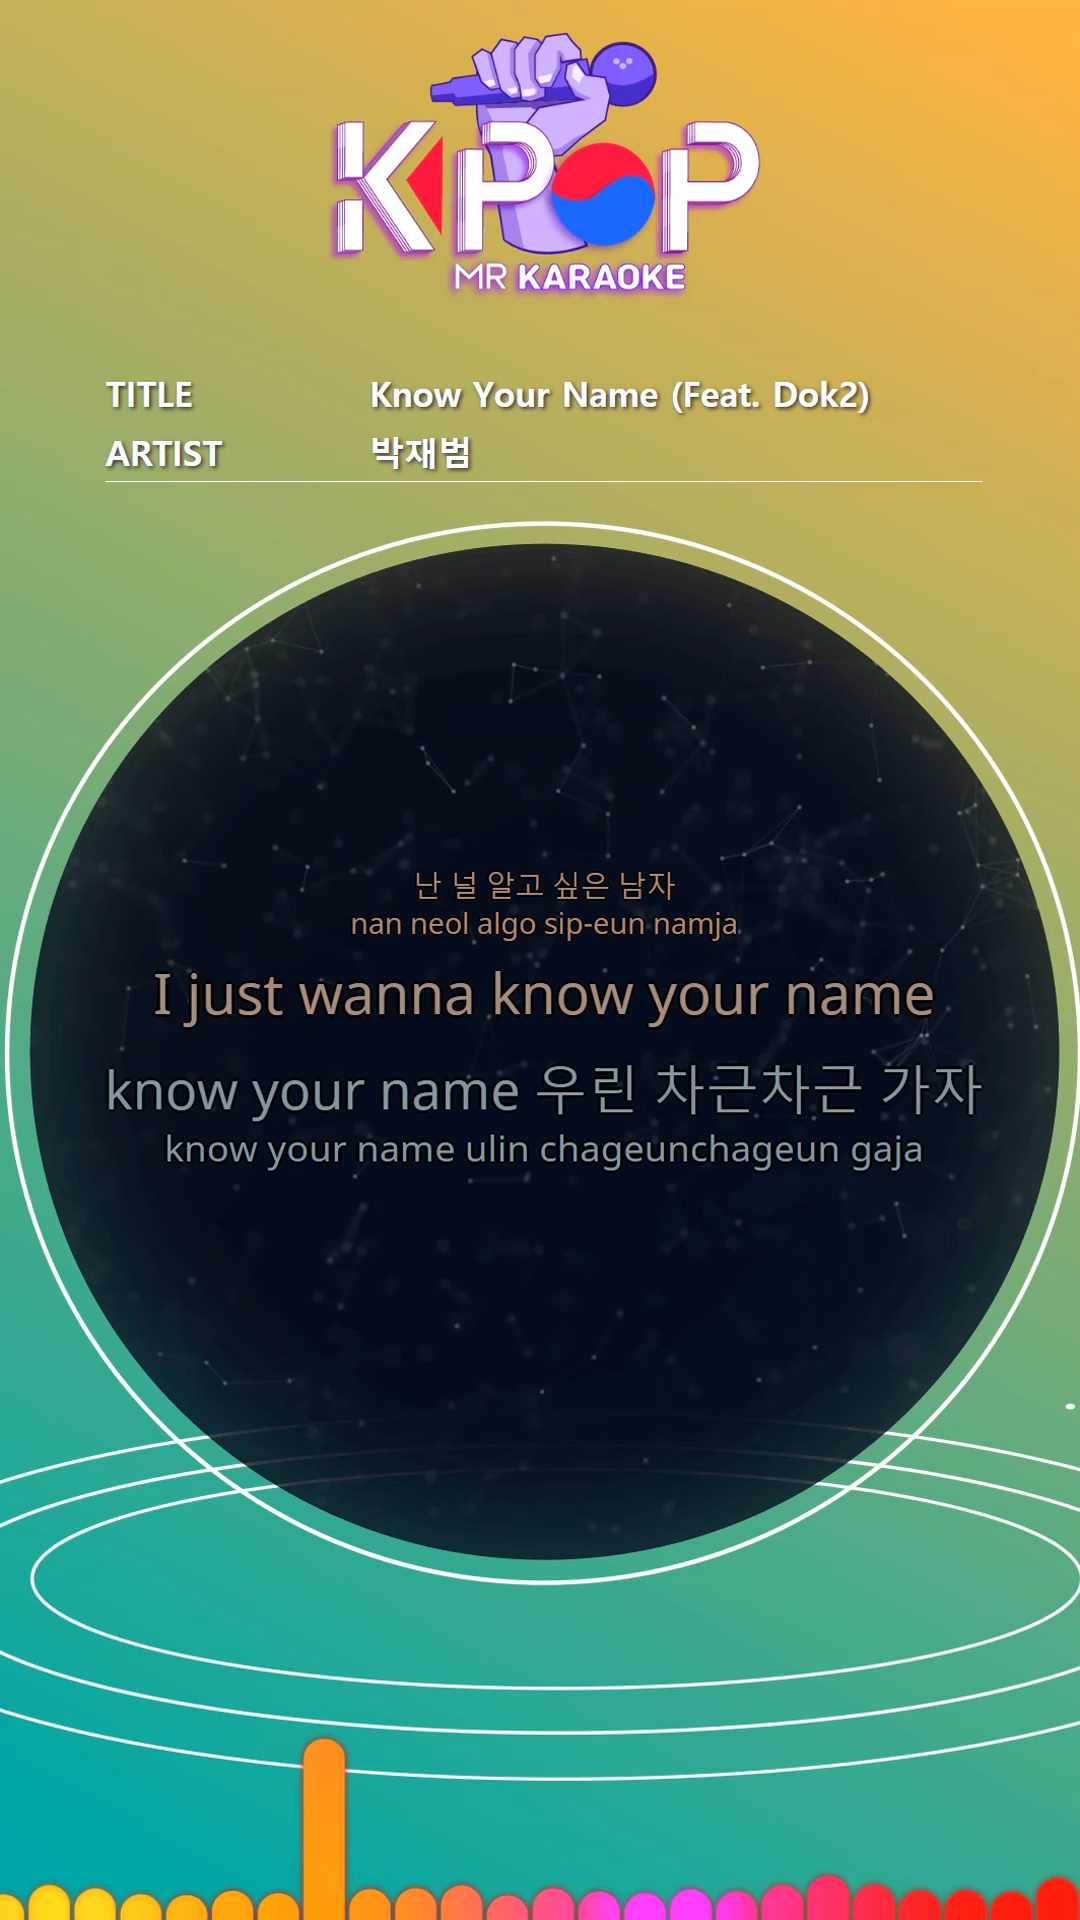 KPOP
MR KARAOKE
TITLE Know Your Name (Feat. Dok2)
ARTIST 박재범
난 널 알고 싶은 남자
nan neol algo sip-eun namja
I just wanna know your name
know your name 우린 차근차근 가자
know your name ulin chageunchageun gaja